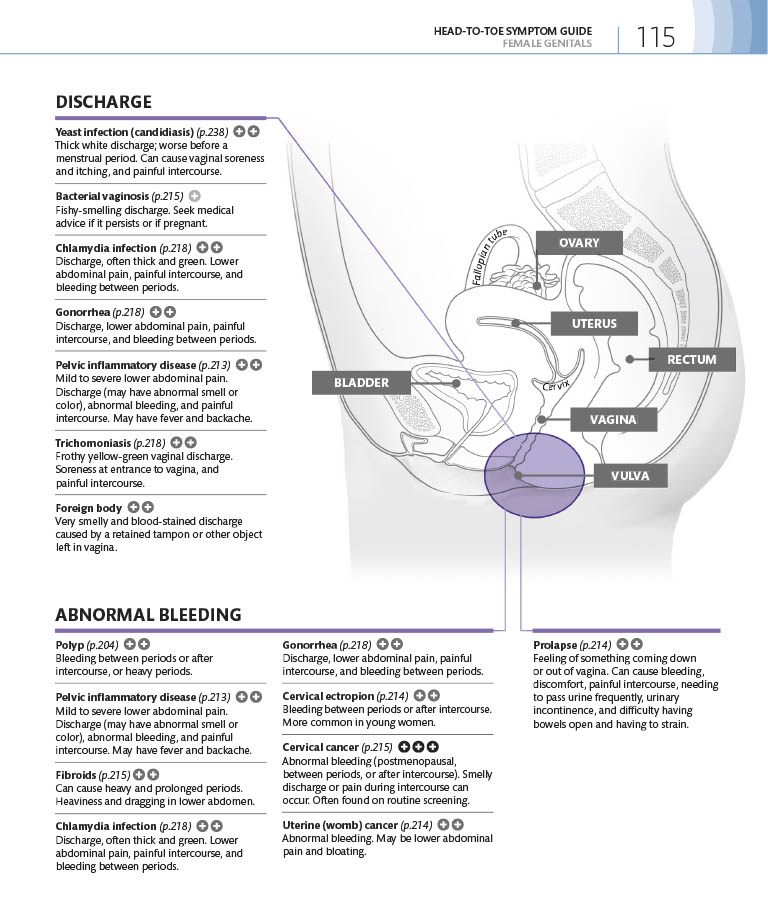 HEAD-TO-TOE SYMPTOM GUIDE
FEMALE GENITALS
115
DISCHARGE
Yeast infection (candidiasis) (p.238)
Thick white discharge; worse before a
menstrual period. Can cause vaginal soreness
and itching, and painful intercourse.
Bacterial vaginosis (p.215)
Fishy-smelling discharge. Seek medical
advice if it persists or if pregnant.
Chlamydia infection (p.218)
Discharge, often thick and green. Lower
abdominal pain, painful intercourse, and
bleeding between periods.
Gonorrhea (p.218)
Discharge, lower abdominal pain, painful
intercourse, and bleeding between periods.
Pelvic inflammatory disease (p.213)
Mild to severe lower abdominal pain.
Discharge (may have abnormal smell or
color), abnormal bleeding, and painful
intercourse. May have fever and backache.
Trichomoniasis (p.218)
Frothy yellow-green vaginal discharge.
Soreness at entrance to vagina, and
painful intercourse.
Foreign body
Very smelly and blood-stained discharge
caused by a retained tampon or other object
left in vagina.
Fallopian tube
OVARY
UTERUS
RECTUM
BLADDER
Cervix
VAGINA
VULVA
ABNORMAL BLEEDING
Polyp (p.204)
Bleeding between periods or after
intercourse, or heavy periods.
Pelvic inflammatory disease (p.213)
Mild to severe lower abdominal pain.
Discharge (may have abnormal smell or
color), abnormal bleeding, and painful
intercourse. May have fever and backache.
Fibroids (p.215)
Can cause heavy and prolonged periods.
Heaviness and dragging in lower abdomen.
Chlamydia infection (p.218)
Discharge, often thick and green. Lower
abdominal pain, painful intercourse, and
bleeding between periods.
Gonorrhea (p.218)
Discharge, lower abdominal pain, painful
intercourse, and bleeding between periods.
Cervical ectropion (p.214)
Bleeding between periods or after intercourse.
More common in young women.
Cervical cancer (p.215)
Abnormal bleeding (postmenopausal,
between periods, or after intercourse). Smelly
discharge or pain during intercourse can
occur. Often found on routine screening.
Uterine (womb) cancer (p.214)
Abnormal bleeding. May be lower abdominal
pain and bloating.
Prolapse (p.214)
Feeling of something coming down
or out of vagina. Can cause bleeding,
discomfort, painful intercourse, needing
to pass urine frequently, urinary
incontinence, and difficulty having
bowels open and having to strain.